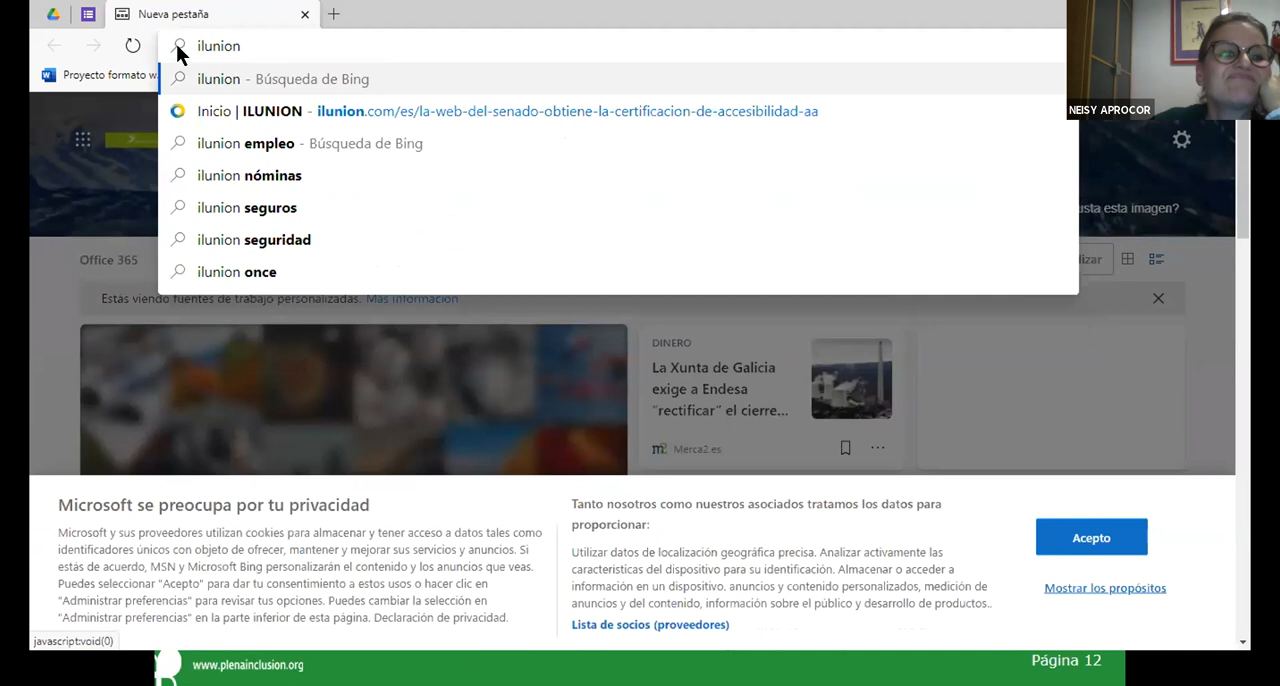 Nueva pestaña
ilunion
Proyecto formato w
ilunion - Búsqueda de Bing
Inicio | ILUNION - ilunion.com/es/la-web-del-senado-obtiene-la-certificacion-de-accesibilidad-aa
ilunion empleo - Búsqueda de Bing
ilunion nóminas
ilunion seguros
ilunion seguridad
ilunion once
NEISY APROCOR
usta esta imagen?
Office 365
izar
Estás viendo fuentes de trabajo personalizadas. Más información
DINERO
La Xunta de Galicia
exige a Endesa
"rectificar" el cierre...
Merca2.es
Microsoft se preocupa por tu privacidad
Microsoft y sus proveedores utilizan cookies para almacenar y tener acceso a datos tales como
identificadores únicos con objeto de ofrecer, mantener y mejorar sus servicios y anuncios. Si
estás de acuerdo, MSN y Microsoft Bing personalizarán el contenido y los anuncios que veas.
Puedes seleccionar "Acepto" para dar tu consentimiento a estos usos o hacer clic en
"Administrar preferencias" para revisar tus opciones. Puedes cambiar la selección en
"Administrar preferencias" en la parte inferior de esta página. Declaración de privacidad.
Tanto nosotros como nuestros asociados tratamos los datos para
proporcionar:
Utilizar datos de localización geográfica precisa. Analizar activamente las
características del dispositivo para su identificación. Almacenar o acceder a
información en un dispositivo. anuncios y contenido personalizados, medición de
anuncios y del contenido, información sobre el público y desarrollo de productos..
Lista de socios (proveedores)
Acepto
Mostrar los propósitos
javascript:void(0)
www.plenainclusion.org
Página 12